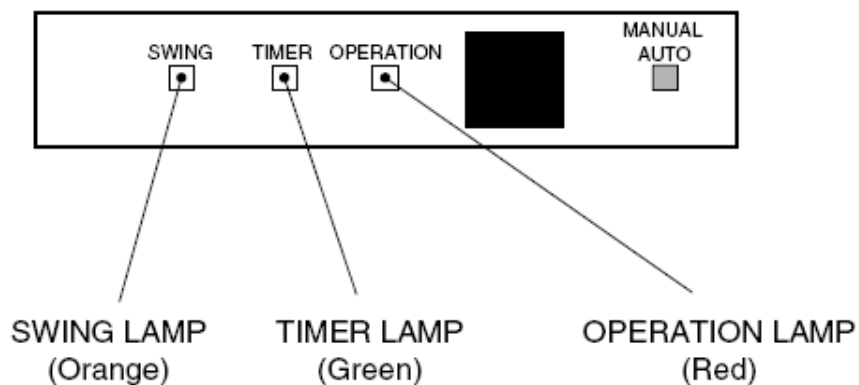 SWING TIMER OPERATION MANUAL
AUTO
SWING LAMP
(Orange)
TIMER LAMP
(Green)
OPERATION LAMP
(Red)